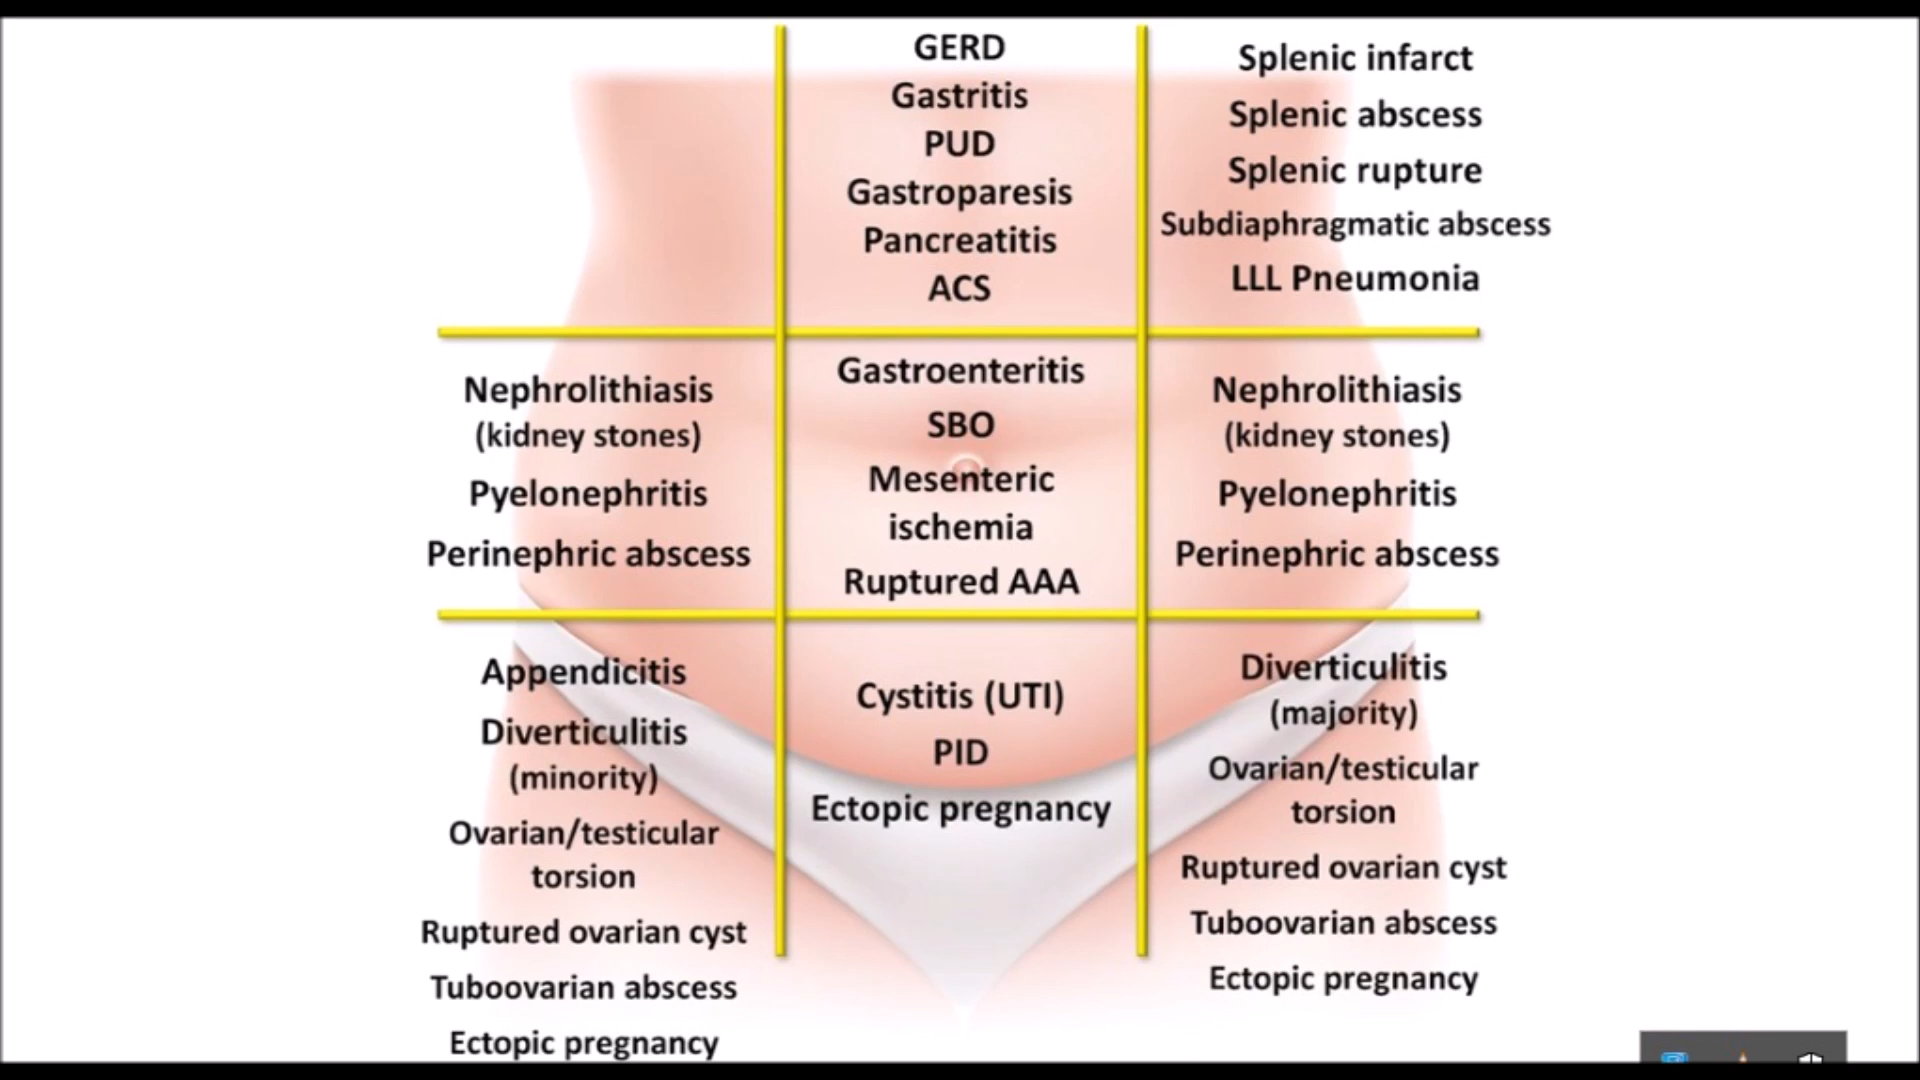 GERD
Gastritis
PUD
Gastroparesis
Pancreatitis
ACS
Splenic infarct
Splenic abscess
Splenic rupture
Subdiaphragmatic abscess
LLL Pneumonia
Nephrolithiasis
(kidney stones)
Pyelonephritis
Perinephric abscess
Gastroenteritis
SBO
Mesenteric
ischemia
Ruptured AAA
Nephrolithiasis
(kidney stones)
Pyelonephritis
Perinephric abscess
Appendicitis
Diverticulitis
(minority)
Ovarian/testicular
torsion
Ruptured ovarian cyst
Tuboovarian abscess
Ectopic pregnancy
Cystitis (UTI)
PID
Ectopic pregnancy
Diverticulitis
(majority)
Ovarian/testicular
torsion
Ruptured ovarian cyst
Tuboovarian abscess
Ectopic pregnancy